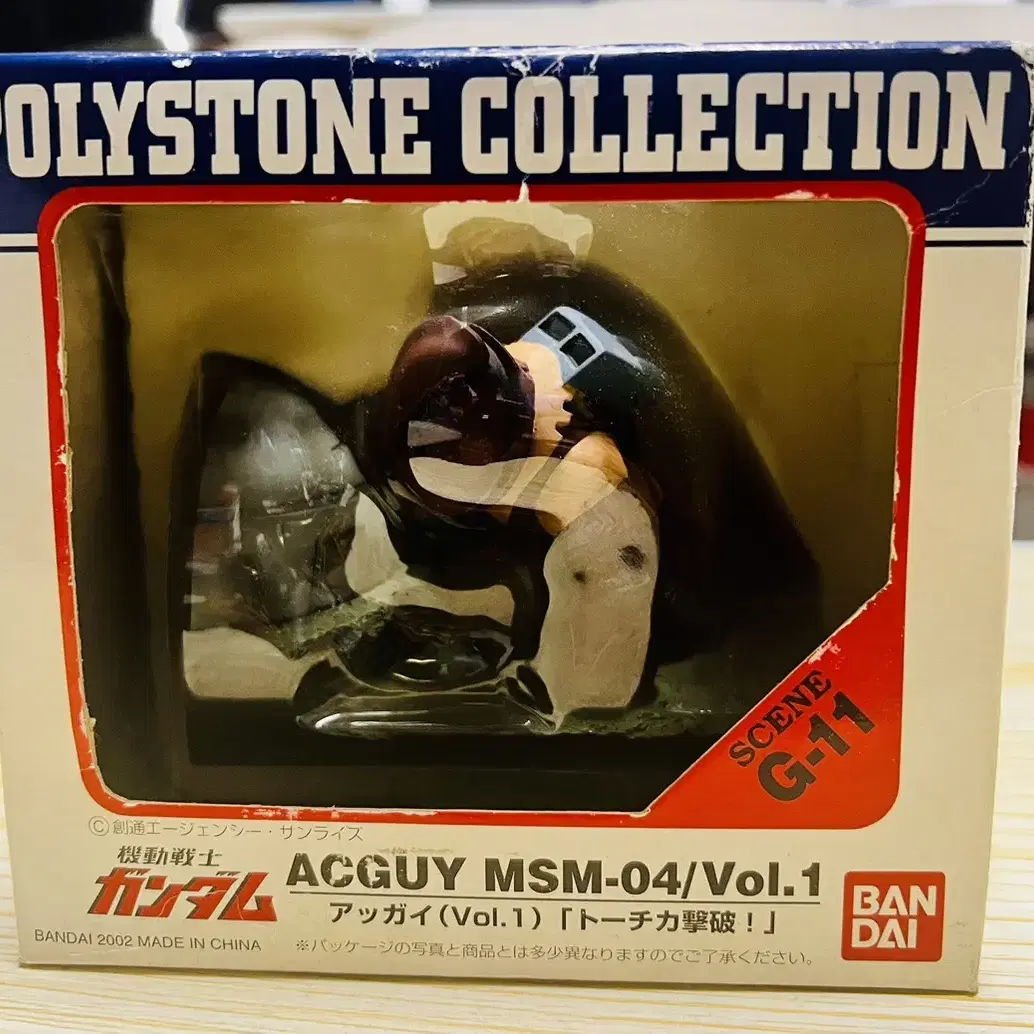 POLYSTONE COLLECTION
SCENE
G-11
©創通エージェンシー・サンライズ
機動戦士
ガンダム
ACGUY MSM-04/Vol.1
アッガイ(Vol.1)「トーチカ撃破！」
BANDAI 2002 MADE IN CHINA
※パッケージの写真と商品とは多少異なりますのでご了承ください。
BAN
DAI